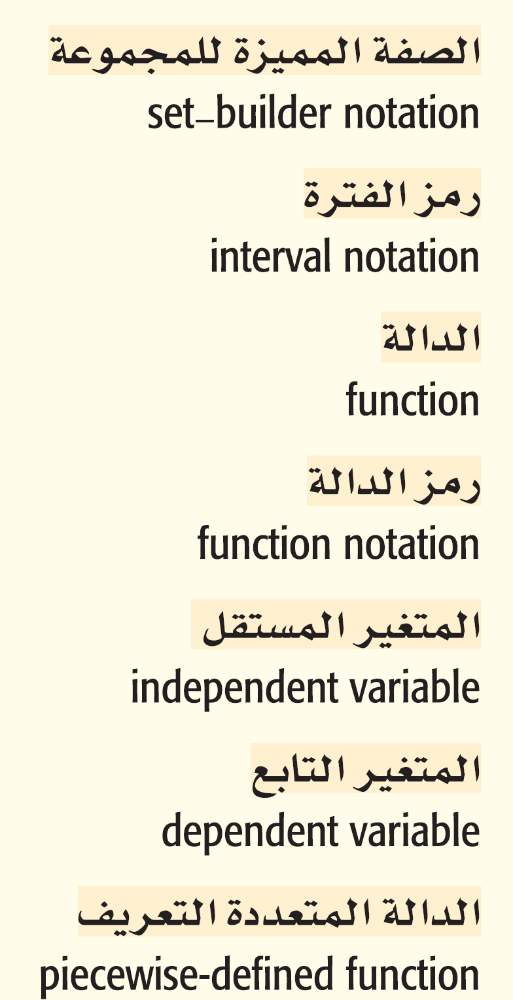 الصفة المميزة للمجموعة
set–builder notation
رمز الفترة
interval notation
الدالة
function
رمز الدالة
function notation
المتغير المستقل
independent variable
المتغير التابع
dependent variable
الدالة المتعددة التعريف
piecewise-defined function